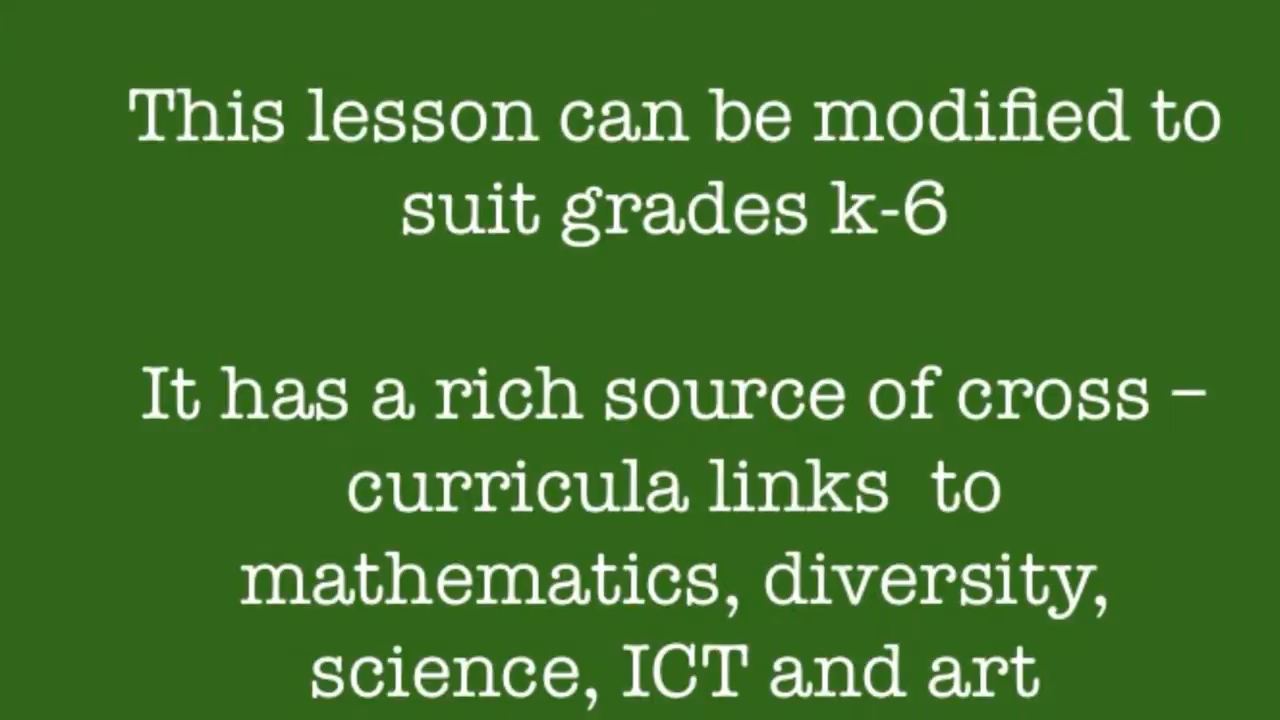 This lesson can be modified to
suit grades k-6
It has a rich source of cross –
curricula links  to
mathematics, diversity,
science, ICT and art